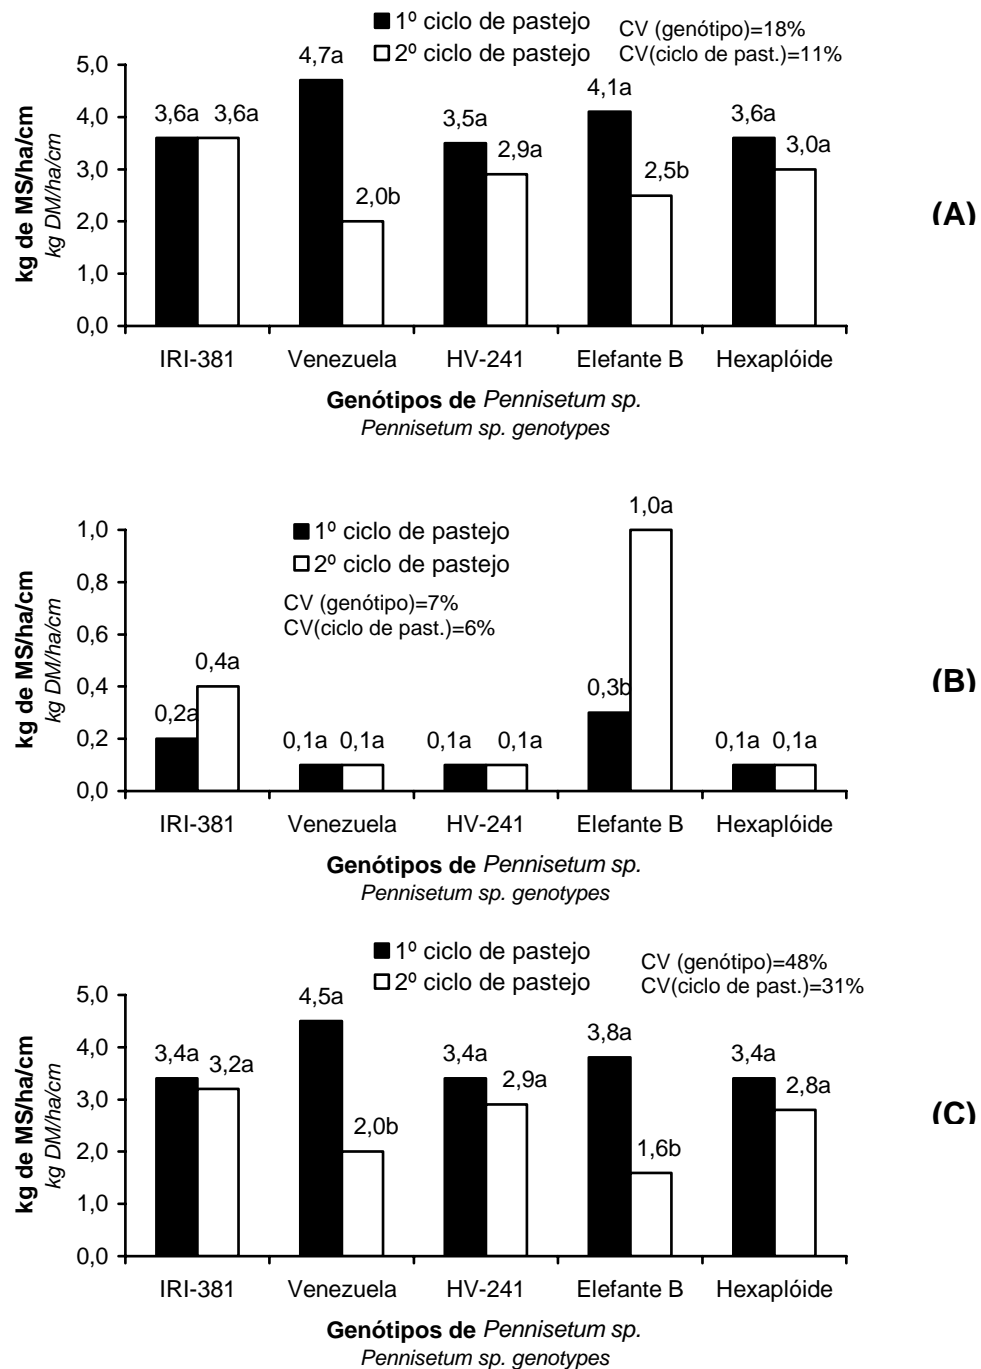 ■ 1º ciclo de pastejo
□ 2º ciclo de pastejo
CV (genótipo)=18%
CV(ciclo de past.)=11%
kg de MS/ha/cm
kg DM/ha/cm
5,0
4,0
3,0
2,0
1,0
0,0
3,6a 3,6a 4,7a 2,0b 3,5a 2,9a 4,1a 2,5b 3,6a 3,0a
IRI-381 Venezuela HV-241 Elefante B Hexaplóide
Genótipos de Pennisetum sp.
Pennisetum sp. genotypes
(A)
■ 1º ciclo de pastejo
□ 2º ciclo de pastejo
CV (genótipo)=7%
CV(ciclo de past.)=6%
kg de MS/ha/cm
kg DM/ha/cm
1,0
0,8
0,6
0,4
0,2
0,0
0,2a 0,4a 0,1a 0,1a 0,1a 0,1a 0,3b 1,0a 0,1a 0,1a
IRI-381 Venezuela HV-241 Elefante B Hexaplóide
Genótipos de Pennisetum sp.
Pennisetum sp. genotypes
(B)
■ 1º ciclo de pastejo
□ 2º ciclo de pastejo
CV (genótipo)=48%
CV(ciclo de past.)=31%
kg de MS/ha/cm
kg DM/ha/cm
5,0
4,0
3,0
2,0
1,0
0,0
3,4a 3,2a 4,5a 2,0b 3,4a 2,9a 3,8a 1,6b 3,4a 2,8a
IRI-381 Venezuela HV-241 Elefante B Hexaplóide
Genótipos de Pennisetum sp.
Pennisetum sp. genotypes
(C)